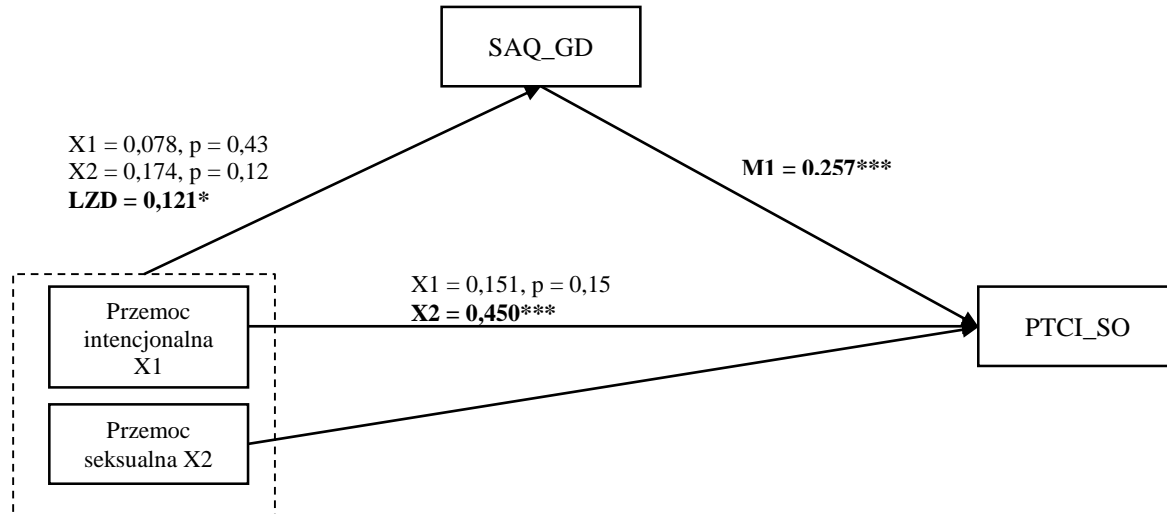 SAQ_GD
X1 = 0,078, p = 0,43
X2 = 0,174, p = 0,12
LZD = 0,121*
M1 = 0,257***
X1 = 0,151, p = 0,15
X2 = 0,450***
Przemoc
intencjonalna
X1
PTCI_SO
Przemoc
seksualna X2